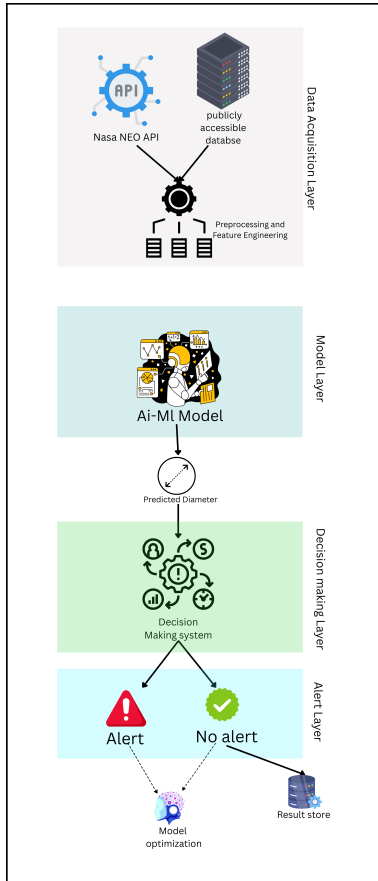 API
Nasa NEO API
publicly
accessible
databse
Preprocessing and
Feature Engineering
Data Acquisition Layer
Ai-Ml Model
Model Layer
Predicted Diameter
Decision
Making system
Decision making Layer
Alert
No alert
Alert Layer
Model
optimization
Result store